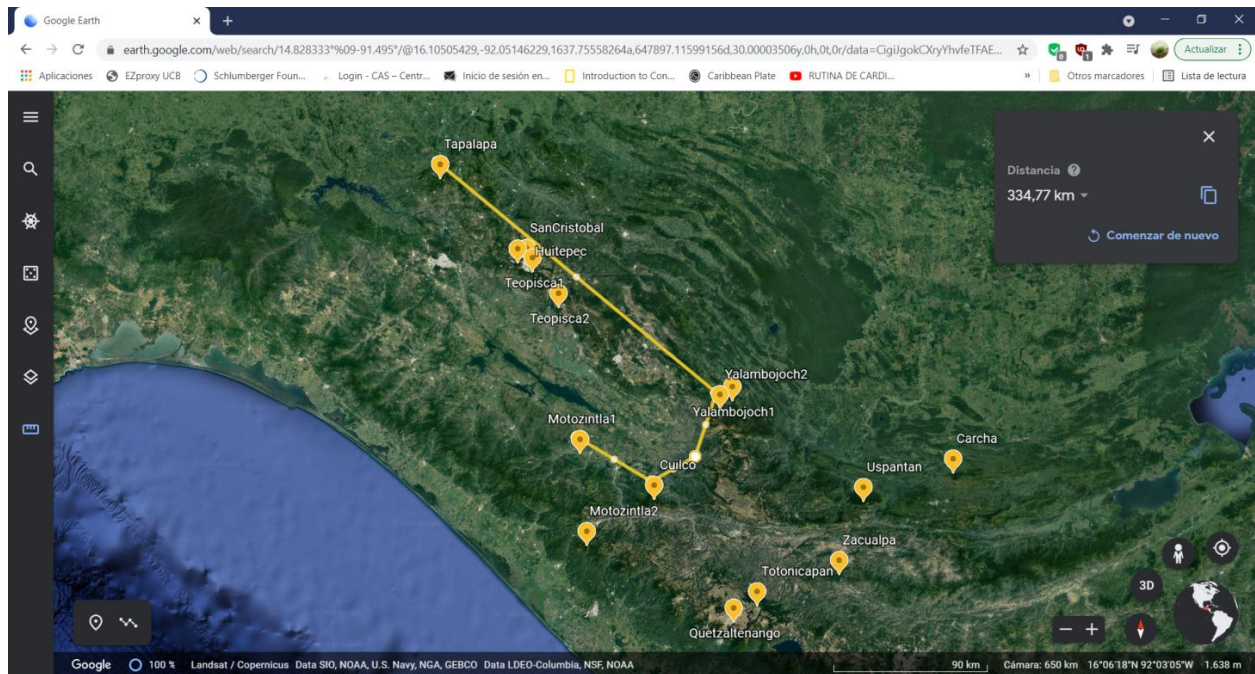 Google Earth
earth.google.com/web/search/14.828333°%09-91.495°/@16.10505429,-92.05146229,1637.75558264a,647897.11599156d,30.00003506y,0h,0t,0r/data=CigiJgokCXryYhvfeTFAE...
Actualizar
Aplicaciones
EZproxy UCB
Schlumberger Foun...
Login - CAS – Centr...
Inicio de sesión en...
Introduction to Con...
Caribbean Plate
RUTINA DE CARDI...
»
Otros marcadores
Lista de lectura
Distancia
334,77 km
Comenzar de nuevo
Tapalapa
SanCristobal
Huitepec
Teopisca1
Teopisca2
Yalambojoch2
Yalambojoch1
Motozintla1
Cuilco
Carcha
Uspantan
Motozintla2
Zacualpa
Totonicapan
Quetzaltenango
3D
Google
100 %
Landsat / Copernicus Data SIO, NOAA, U.S. Navy, NGA, GEBCO Data LDEO-Columbia, NSF, NOAA
90 km
Cámara: 650 km 16°06'18"N 92°03'05"W 1.638 m